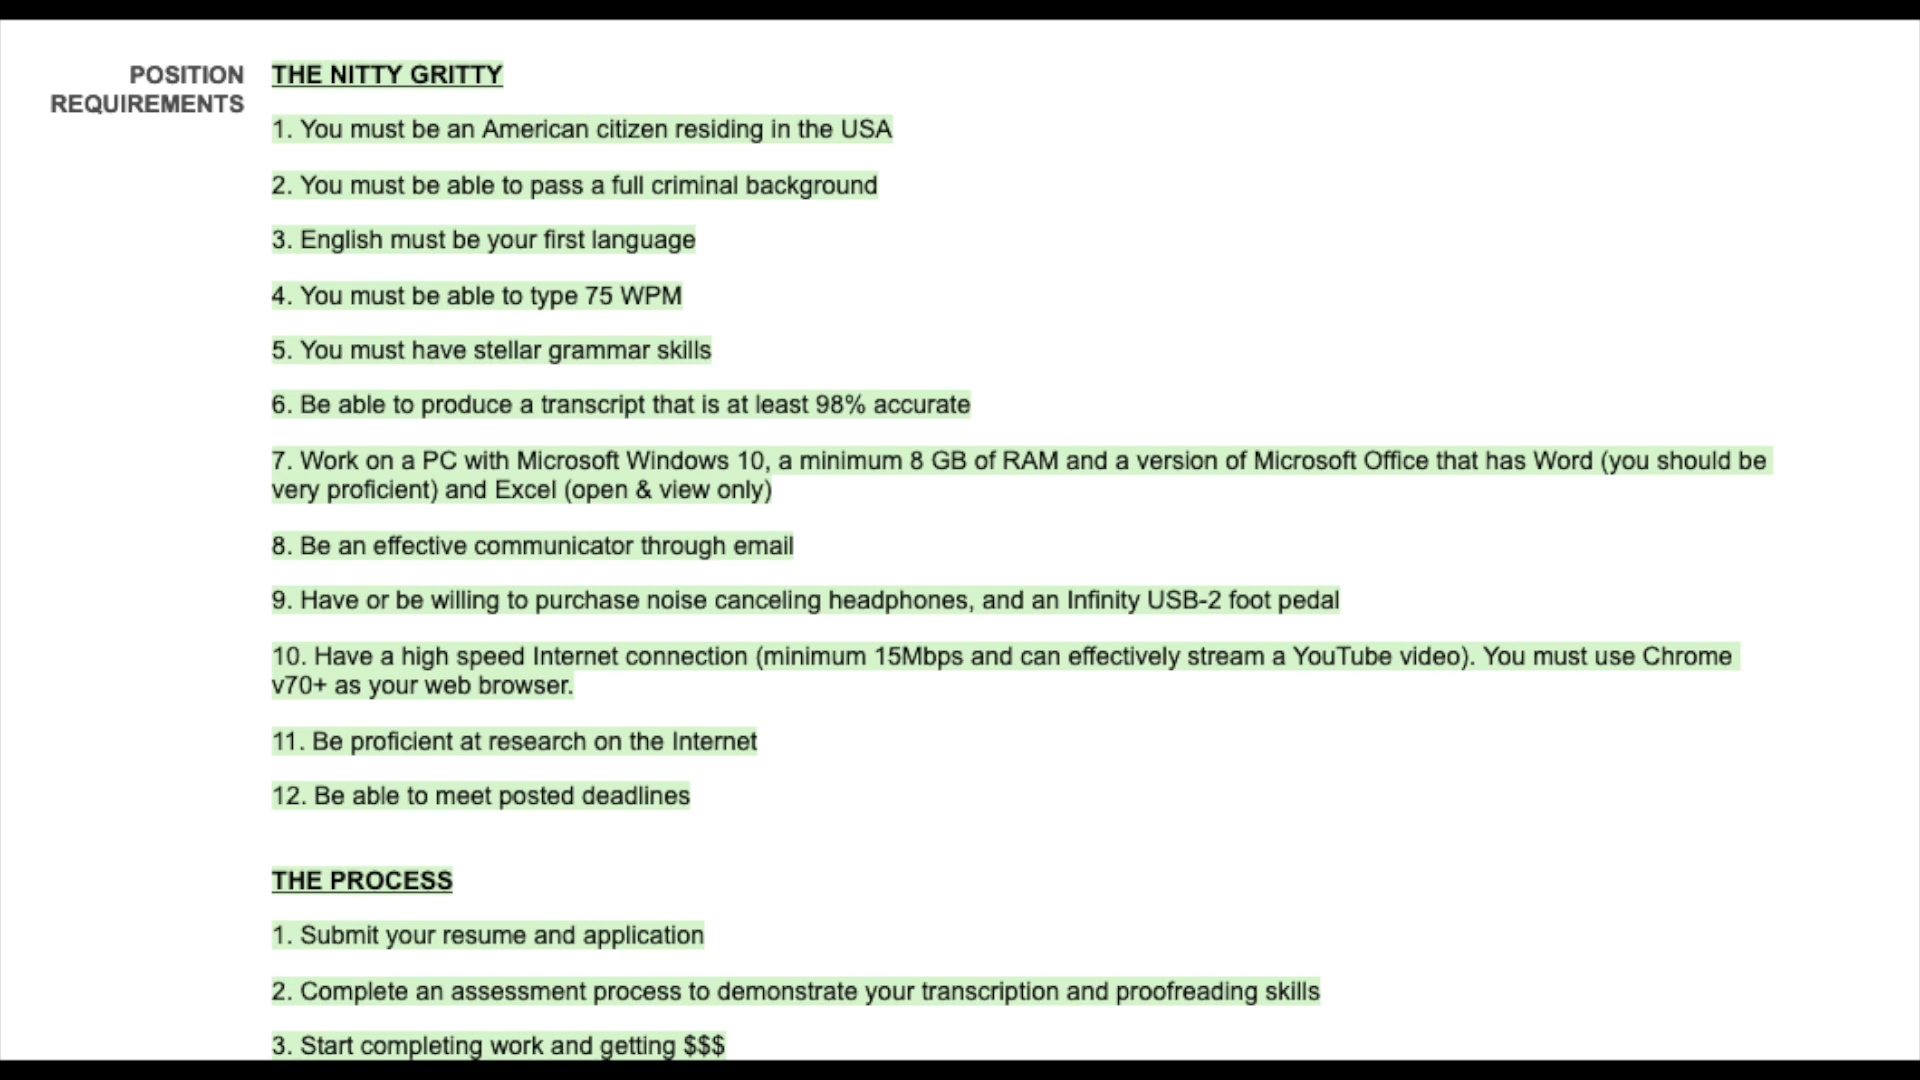 POSITION
REQUIREMENTS
THE NITTY GRITTY
1. You must be an American citizen residing in the USA
2. You must be able to pass a full criminal background
3. English must be your first language
4. You must be able to type 75 WPM
5. You must have stellar grammar skills
6. Be able to produce a transcript that is at least 98% accurate
7. Work on a PC with Microsoft Windows 10, a minimum 8 GB of RAM and a version of Microsoft Office that has Word (you should be
very proficient) and Excel (open & view only)
8. Be an effective communicator through email
9. Have or be willing to purchase noise canceling headphones, and an Infinity USB-2 foot pedal
10. Have a high speed Internet connection (minimum 15Mbps and can effectively stream a YouTube video). You must use Chrome
v70+ as your web browser.
11. Be proficient at research on the Internet
12. Be able to meet posted deadlines
THE PROCESS
1. Submit your resume and application
2. Complete an assessment process to demonstrate your transcription and proofreading skills
3. Start completing work and getting $$$